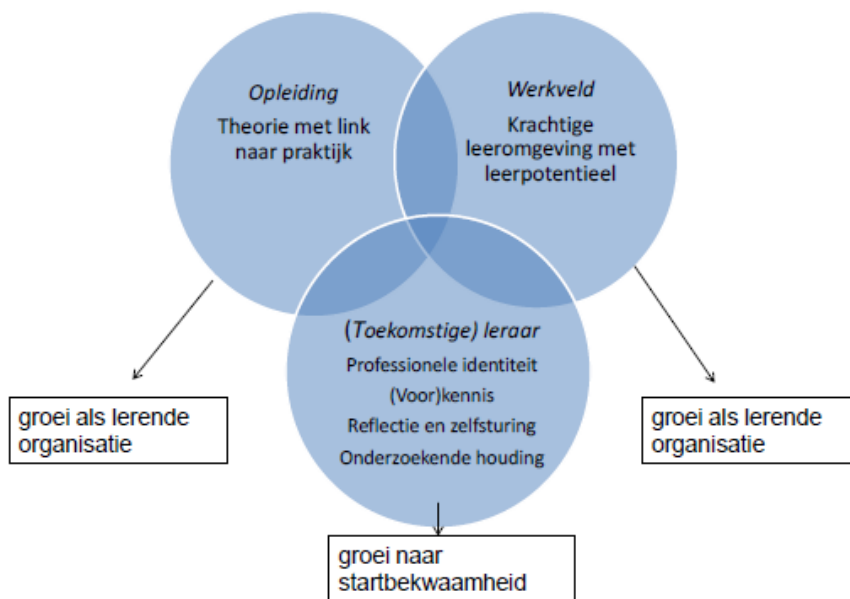 Opleiding
Theorie met link
naar praktijk
Werkveld
Krachtige
leeromgeving met
leerpotentieel
(Toekomstige) leraar
Professionele identiteit
(Voor)kennis
Reflectie en zelfsturing
Onderzoekende houding
groei als lerende
organisatie
groei als lerende
organisatie
groei naar
startbekwaamheid